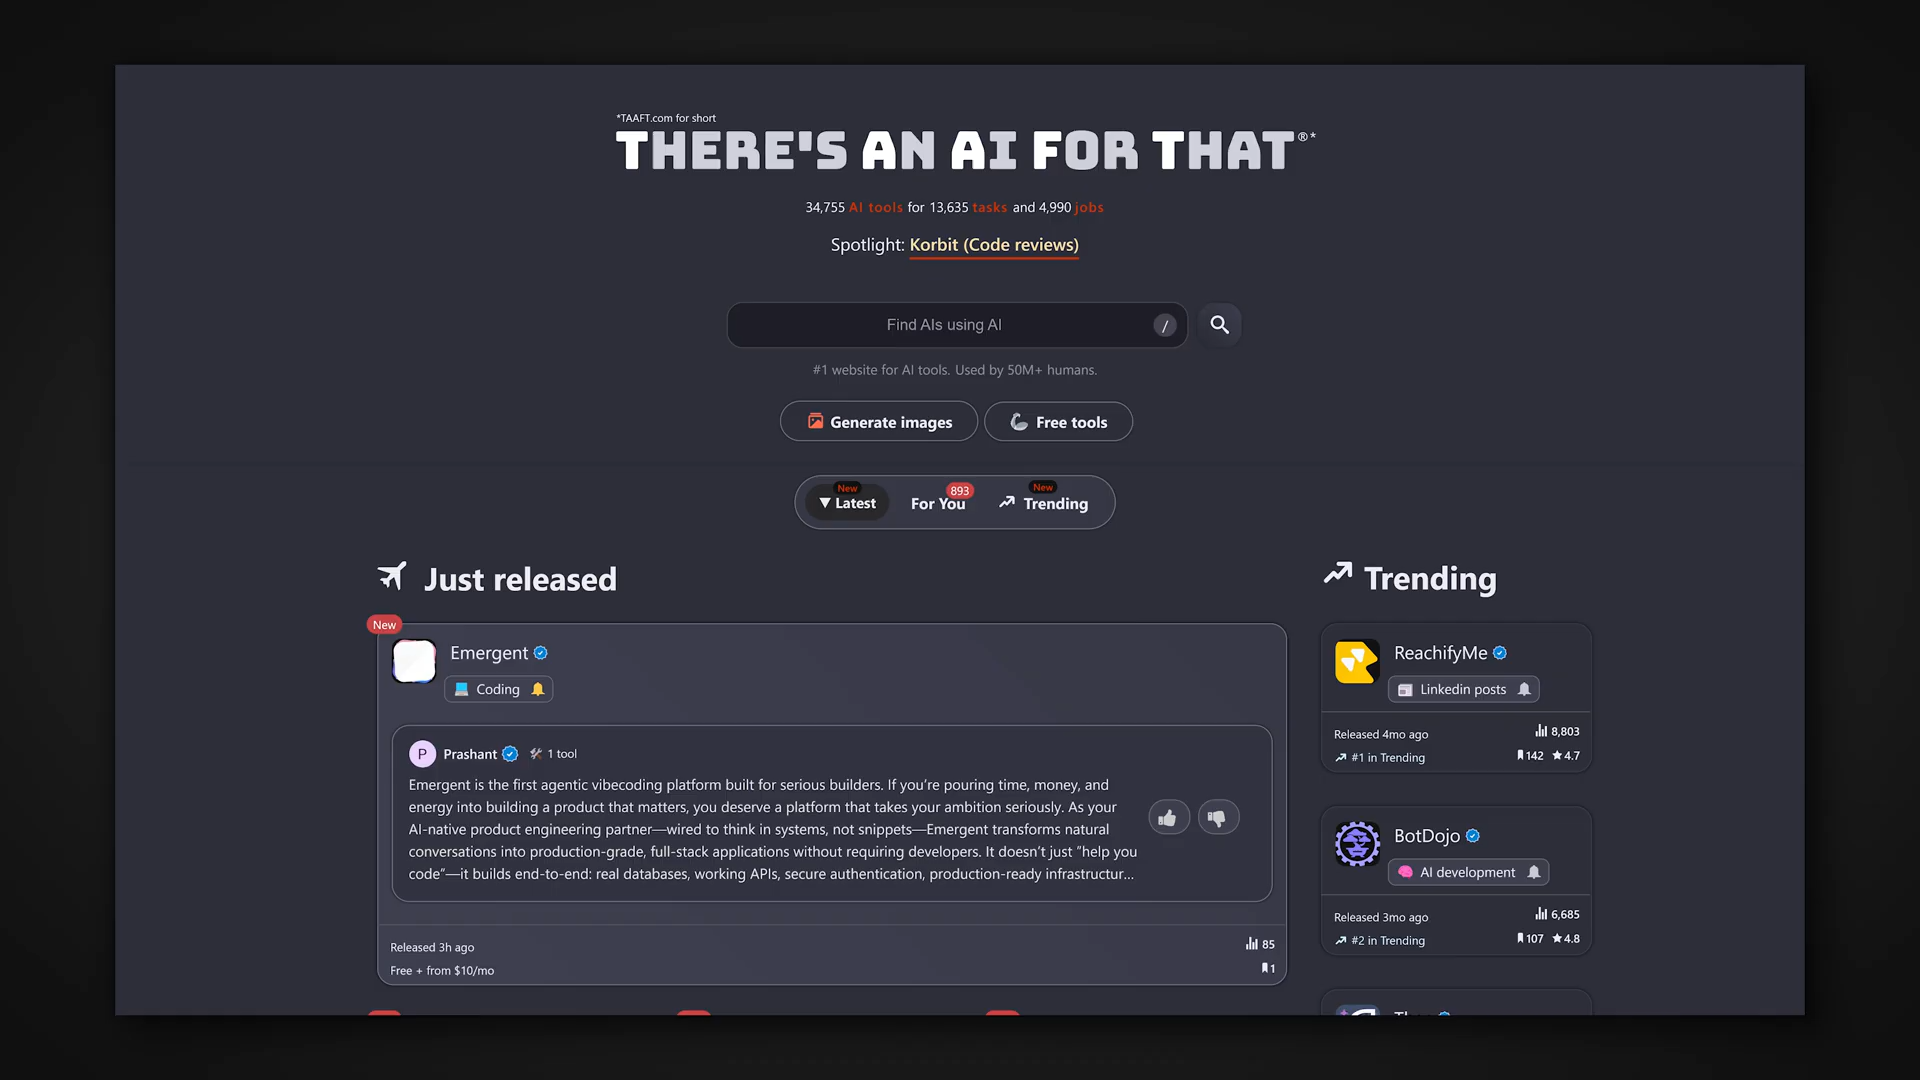 *TAAFT.com for short
THERE'S AN AI FOR THAT®*
34,755 AI tools for 13,635 tasks and 4,990 jobs
Spotlight: Korbit (Code reviews)
Find AIs using AI /
#1 website for AI tools. Used by 50M+ humans.
Generate images
Free tools
New
▼ Latest
893
For You
New
Trending
Just released
New
Emergent
Coding
P Prashant 1 tool
Emergent is the first agentic vibecoding platform built for serious builders. If you're pouring time, money, and
energy into building a product that matters, you deserve a platform that takes your ambition seriously. As your
AI-native product engineering partner—wired to think in systems, not snippets—Emergent transforms natural
conversations into production-grade, full-stack applications without requiring developers. It doesn't just "help you
code"—it builds end-to-end: real databases, working APIs, secure authentication, production-ready infrastructur...
Released 3h ago
85
Free + from $10/mo
1
Trending
ReachifyMe
Linkedin posts
Released 4mo ago
8,803
#1 in Trending
142 ★4.7
BotDojo
AI development
Released 3mo ago
6,685
#2 in Trending
107 ★4.8